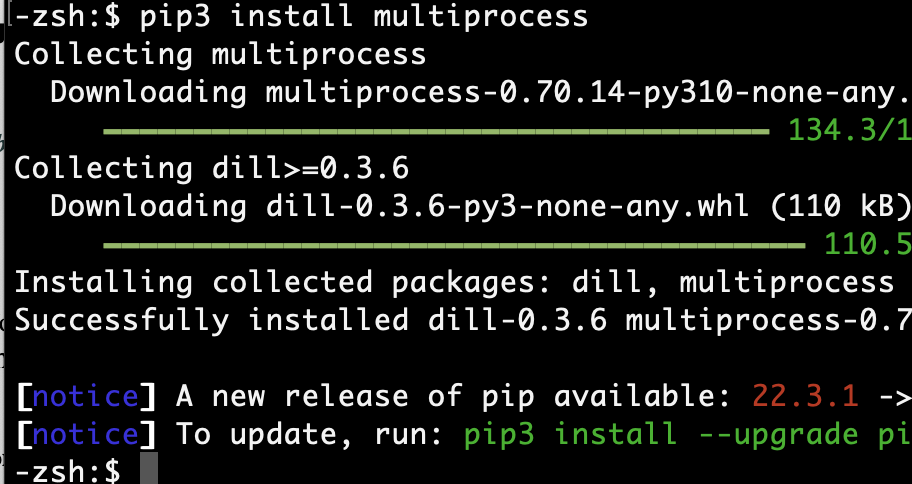 -zsh:$ pip3 install multiprocess
Collecting multiprocess
Downloading multiprocess-0.70.14-py310-none-any.
134.3/1
Collecting dill>=0.3.6
Downloading dill-0.3.6-py3-none-any.whl (110 kB)
110.5
Installing collected packages: dill, multiprocess
Successfully installed dill-0.3.6 multiprocess-0.7
[notice] A new release of pip available: 22.3.1 ->
[notice] To update, run: pip3 install --upgrade pi
-zsh:$